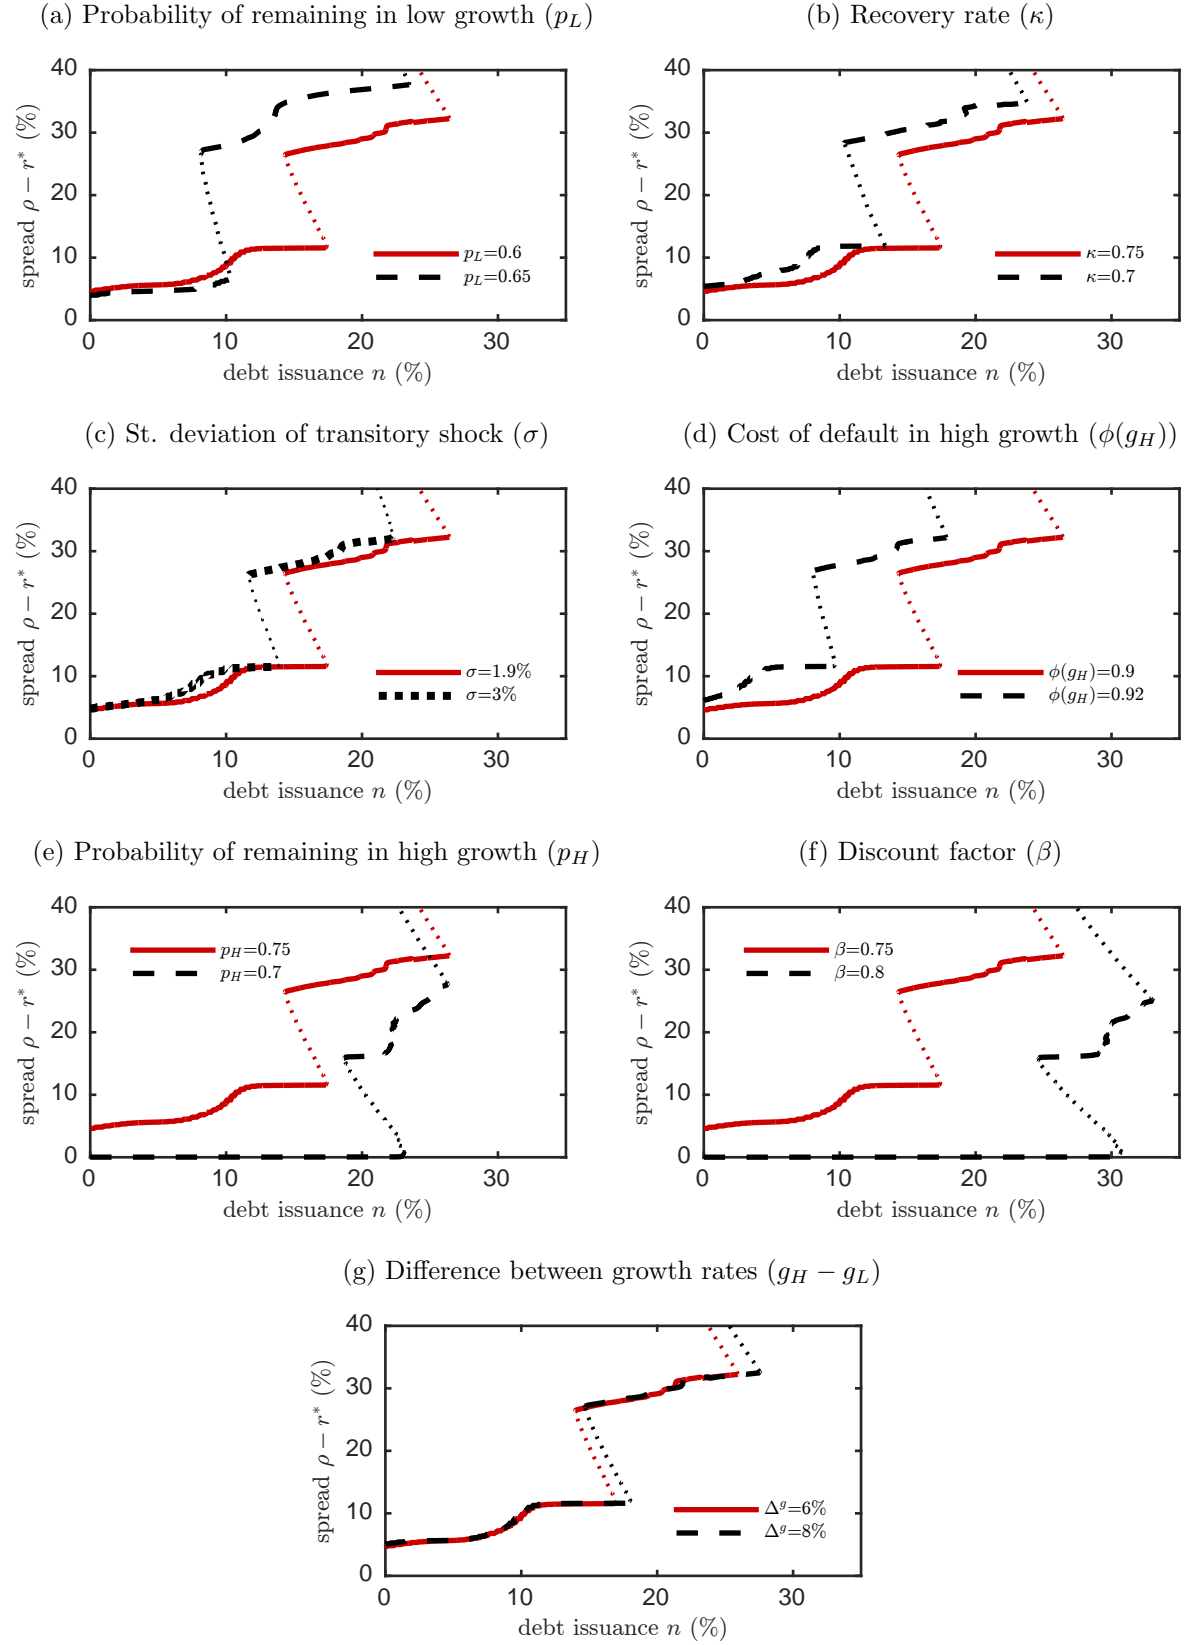 (a) Probability of remaining in low growth (p_L)
spread ρ − r* (%)
40
30
20
10
0
0 10 20 30
debt issuance n (%)
p_L=0.6
p_L=0.65
(b) Recovery rate (κ)
spread ρ − r* (%)
40
30
20
10
0
0 10 20 30
debt issuance n (%)
κ=0.75
κ=0.7
(c) St. deviation of transitory shock (σ)
spread ρ − r* (%)
40
30
20
10
0
0 10 20 30
debt issuance n (%)
σ=1.9%
σ=3%
(d) Cost of default in high growth (ϕ(g_H))
spread ρ − r* (%)
40
30
20
10
0
0 10 20 30
debt issuance n (%)
ϕ(g_H)=0.9
ϕ(g_H)=0.92
(e) Probability of remaining in high growth (p_H)
spread ρ − r* (%)
40
30
20
10
0
0 10 20 30
debt issuance n (%)
p_H=0.75
p_H=0.7
(f) Discount factor (β)
spread ρ − r* (%)
40
30
20
10
0
0 10 20 30
debt issuance n (%)
β=0.75
β=0.8
(g) Difference between growth rates (g_H − g_L)
spread ρ − r* (%)
40
30
20
10
0
0 10 20 30
debt issuance n (%)
Δ^g=6%
Δ^g=8%